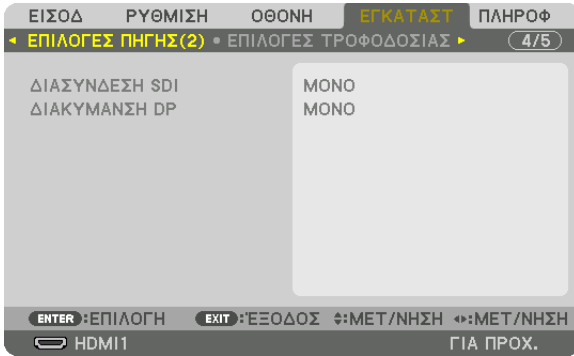 ΕΙΣΟΔ ΡΥΘΜΙΣΗ ΟΘΟΝΗ ΕΓΚΑΤΑΣΤ ΠΛΗΡΟΦ
◂ ΕΠΙΛΟΓΕΣ ΠΗΓΗΣ(2) • ΕΠΙΛΟΓΕΣ ΤΡΟΦΟΔΟΣΙΑΣ ▸ 4/5
ΔΙΑΣΥΝΔΕΣΗ SDI ΜΟΝΟ
ΔΙΑΚΥΜΑΝΣΗ DP ΜΟΝΟ
ENTER :ΕΠΙΛΟΓΗ EXIT :ΈΞΟΔΟΣ :ΜΕΤ/ΝΗΣΗ :ΜΕΤ/ΝΗΣΗ
HDMI1 ΓΙΑ ΠΡΟΧ.